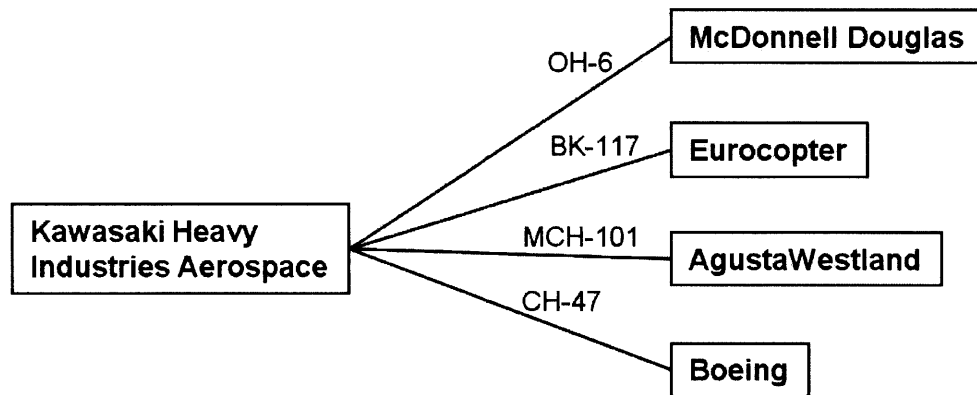 McDonnell Douglas
OH-6
BK-117
Eurocopter
Kawasaki Heavy
Industries Aerospace
MCH-101
AgustaWestland
CH-47
Boeing